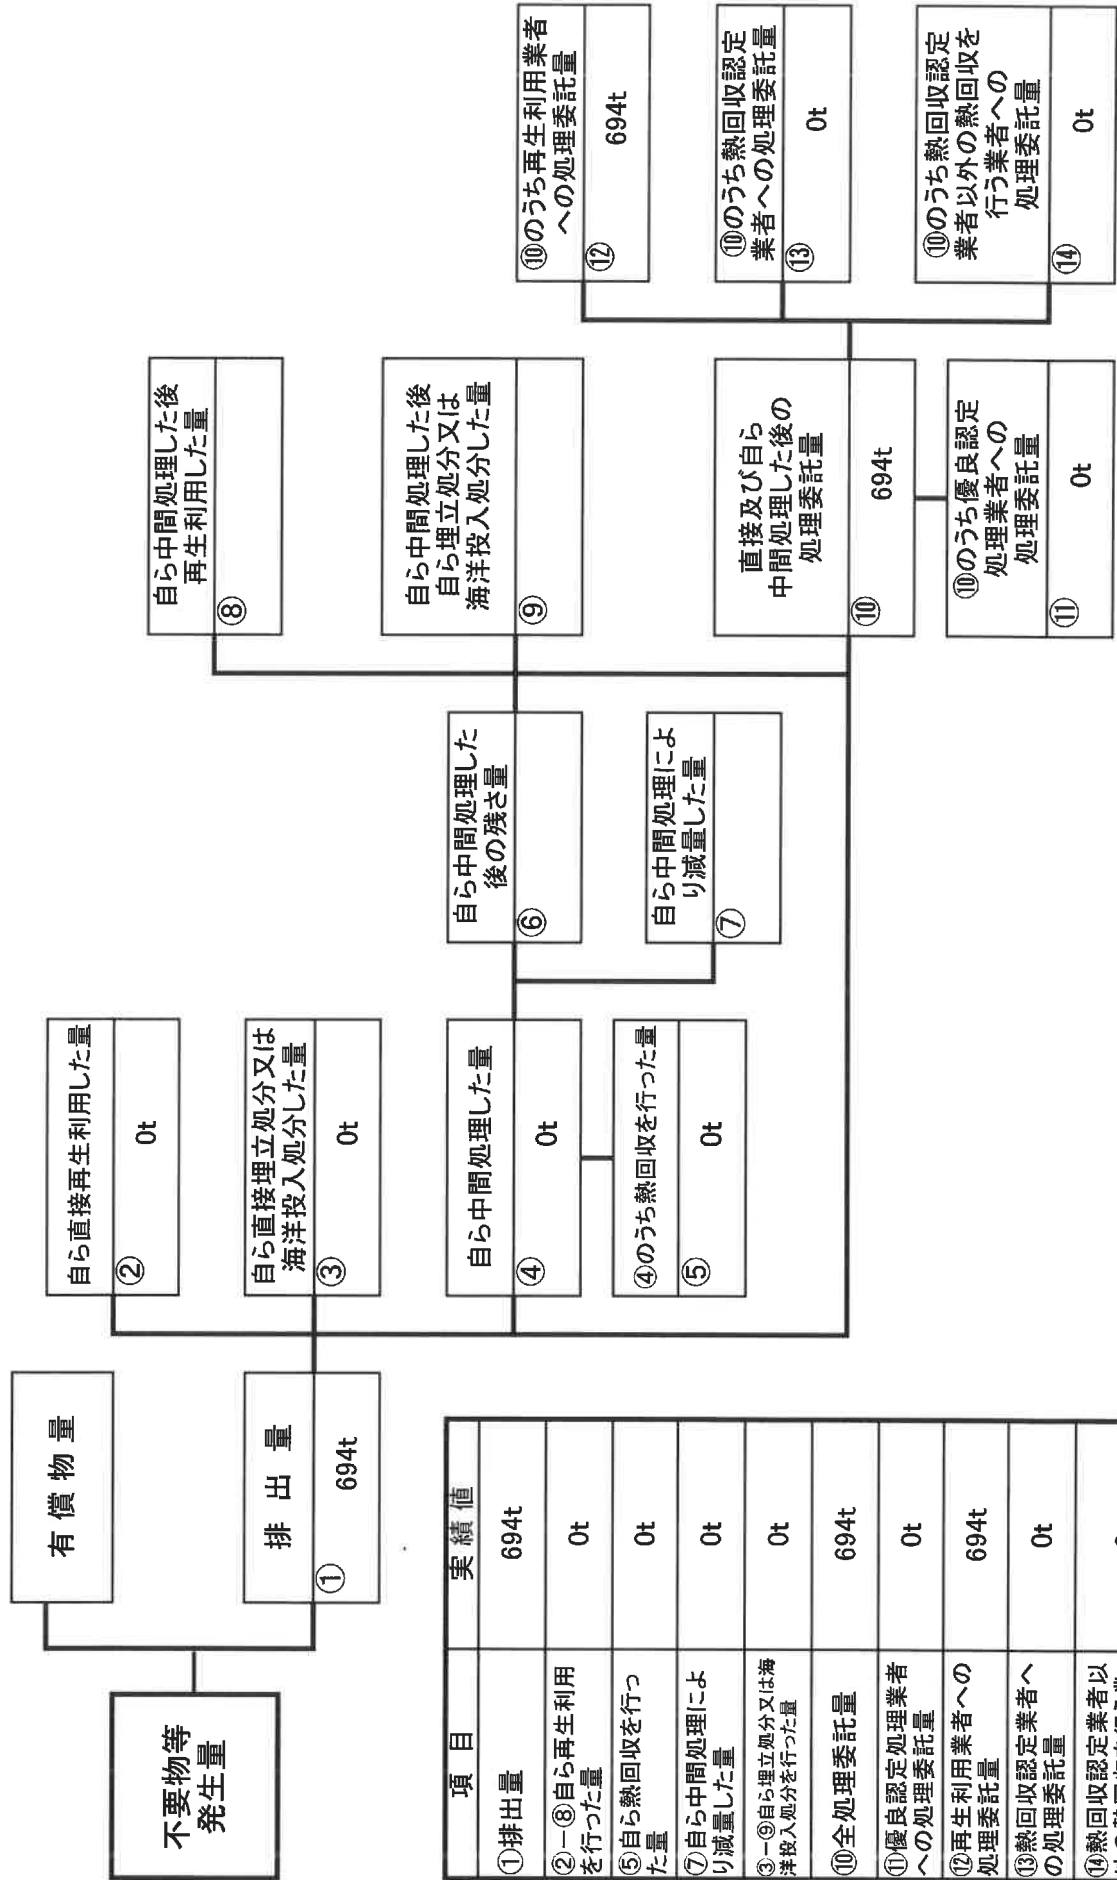 不要物等
発生量
有償物量
排出量
①
694t
自ら直接再生利用した量
②
0t
自ら直接埋立処分又は
海洋投入処分した量
③
0t
自ら中間処理した量
④
0t
④のうち熱回収を行った量
⑤
0t
自ら中間処理した
後の残さ量
⑥
自ら中間処理によ
り減量した量
⑦
自ら中間処理した後
再生利用した量
⑧
自ら中間処理した後
自ら埋立処分又は
海洋投入処分した量
⑨
直接及び自ら
中間処理した後の
処理委託量
⑩
694t
⑩のうち優良認定
処理業者への
処理委託量
⑪
0t
⑩のうち再生利用業者
への処理委託量
⑫
694t
⑩のうち熱回収認定
業者への処理委託量
⑬
0t
⑩のうち熱回収認定
業者以外の熱回収を
行う業者への
処理委託量
⑭
0t
項目
実績値
①排出量
694t
②ー⑧自ら再生利用
を行った量
0t
⑤自ら熱回収を行っ
た量
0t
⑦自ら中間処理によ
り減量した量
0t
③ー⑨自ら埋立処分又は海
洋投入処分を行った量
0t
⑩全処理委託量
694t
⑪優良認定処理業者
への処理委託量
0t
⑫再生利用業者への
処理委託量
694t
⑬熱回収認定業者へ
の処理委託量
0t
⑭熱回収認定業者以